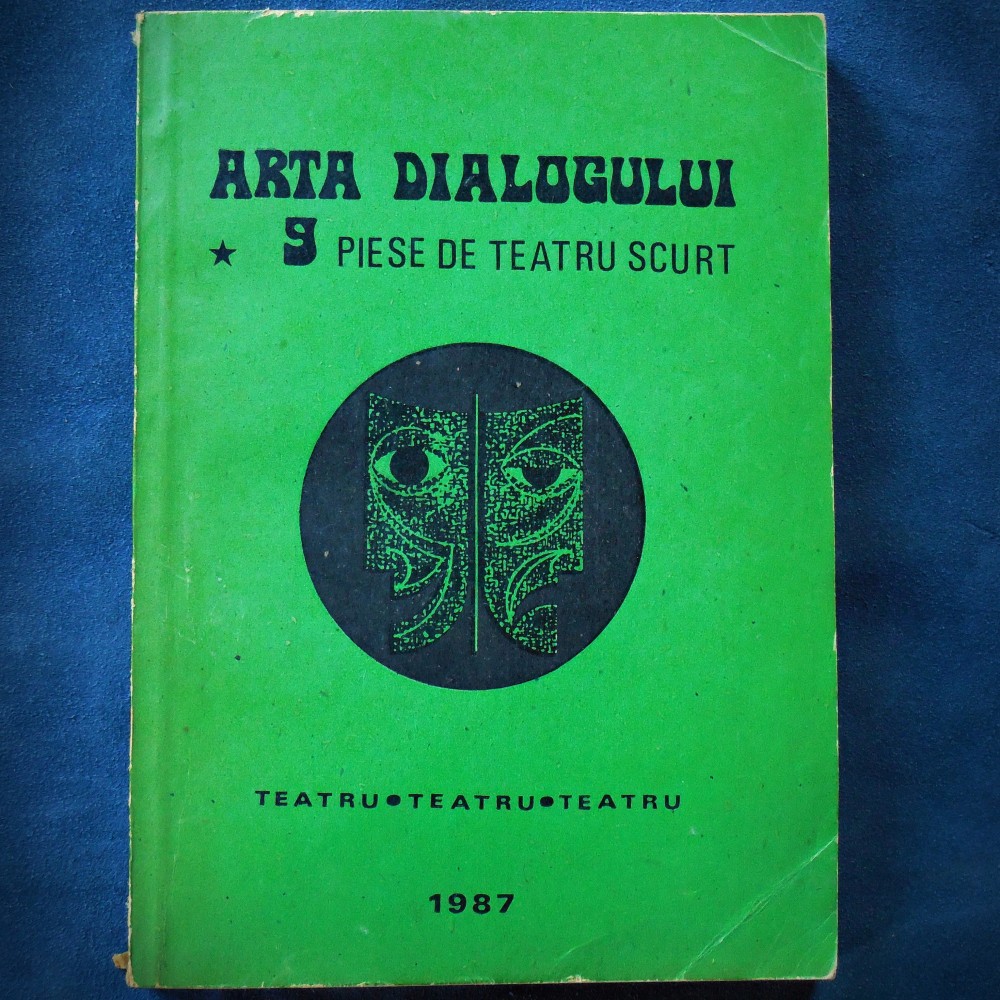 ARTA DIALOGULUI
★ 9 PIESE DE TEATRU SCURT
TEATRU•TEATRU•TEATRU
1987